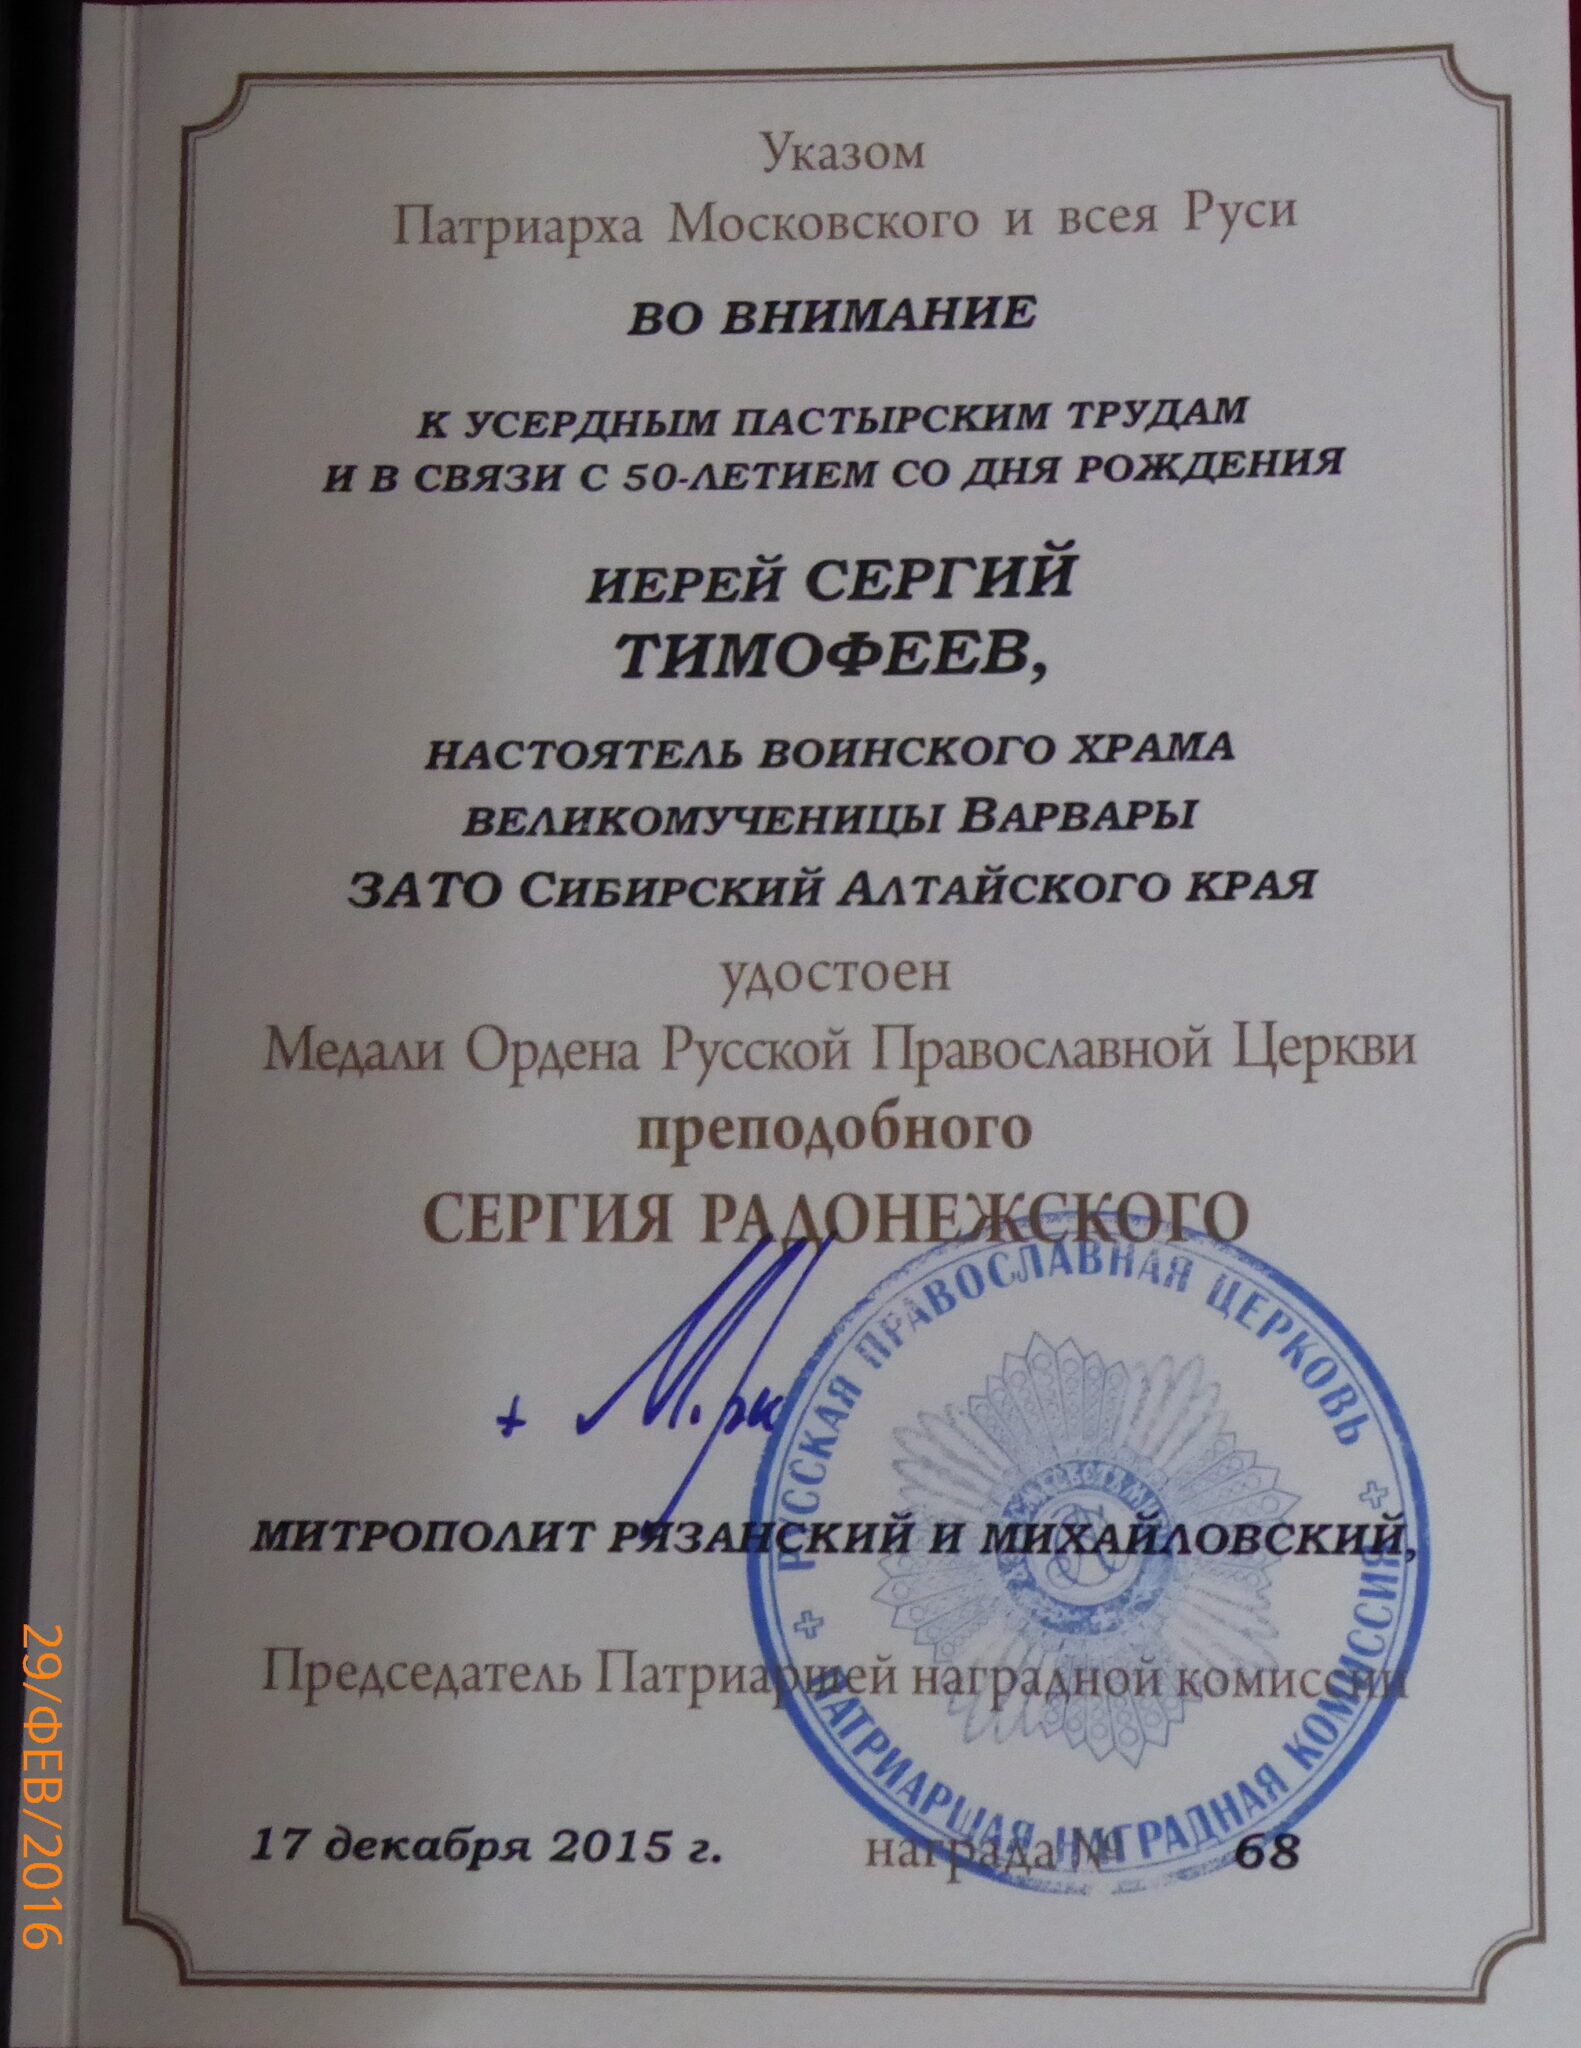 Указом
Патриарха Московского и всея Руси
ВО ВНИМАНИЕ
К УСЕРДНЫМ ПАСТЫРСКИМ ТРУДАМ
И В СВЯЗИ С 50-ЛЕТИЕМ СО ДНЯ РОЖДЕНИЯ
ИЕРЕЙ СЕРГИЙ
ТИМОФЕЕВ,
НАСТОЯТЕЛЬ ВОИНСКОГО ХРАМА
ВЕЛИКОМУЧЕНИЦЫ ВАРВАРЫ
ЗАТО СИБИРСКИЙ АЛТАЙСКОГО КРАЯ
удостоен
Медали Ордена Русской Православной Церкви
преподобного
СЕРГИЯ РАДОНЕЖСКОГО
РУССКАЯ ПРАВОСЛАВНАЯ ЦЕРКОВЬ
ПАТРИАРШАЯ НАГРАДНАЯ КОМИССИЯ
МИТРОПОЛИТ РЯЗАНСКИЙ И МИХАЙЛОВСКИЙ,
Председатель Патриаршей наградной комиссии
17 декабря 2015 г. награда № 68
29/ФЕВ/2016